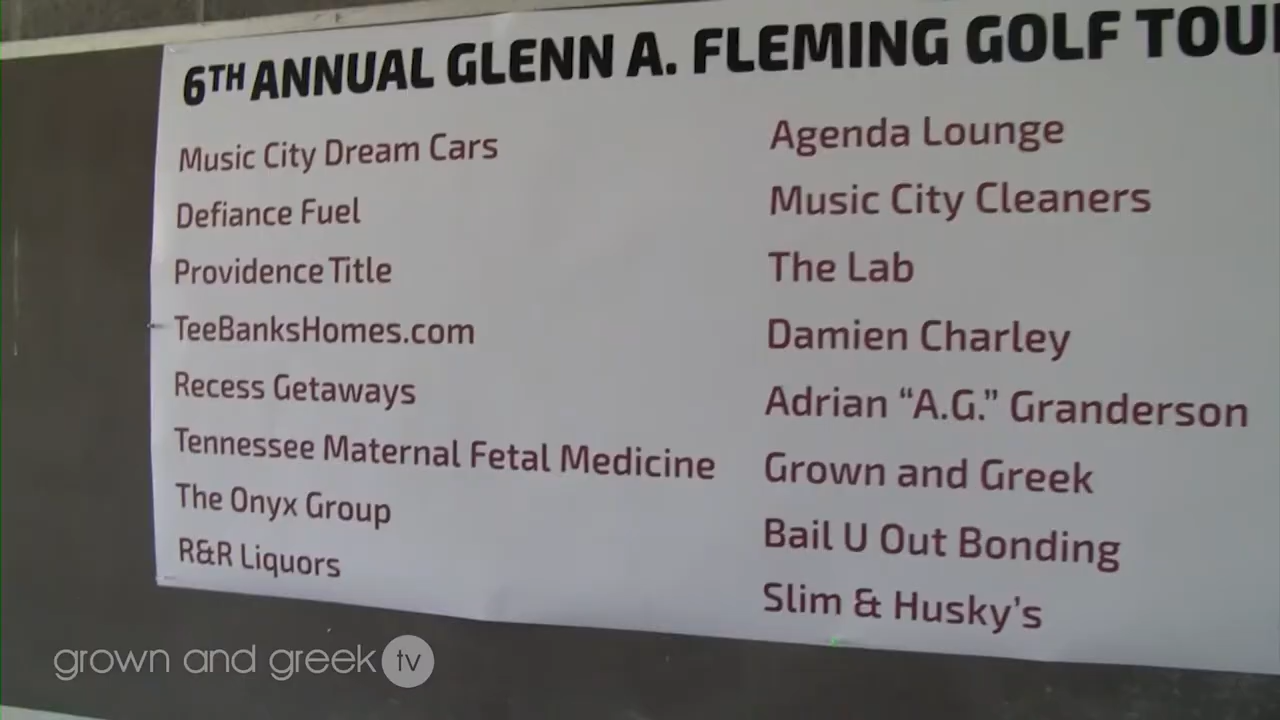 6TH ANNUAL GLENN A. FLEMING GOLF TOU
Music City Dream Cars
Defiance Fuel
Providence Title
TeeBanksHomes.com
Recess Getaways
Tennessee Maternal Fetal Medicine
The Onyx Group
R&R Liquors
Agenda Lounge
Music City Cleaners
The Lab
Damien Charley
Adrian “A.G.” Granderson
Grown and Greek
Bail U Out Bonding
Slim & Husky’s
grown and greek tv